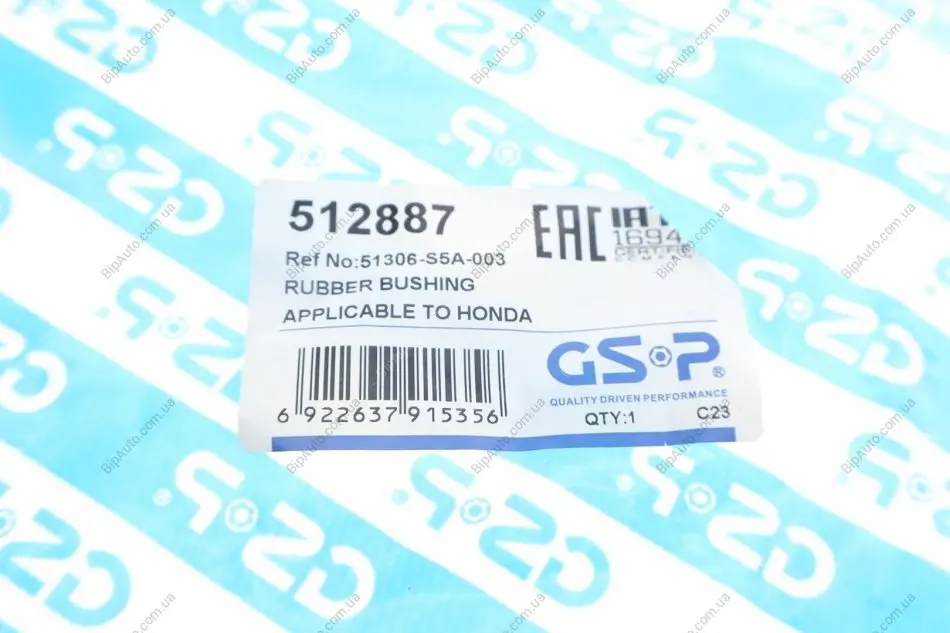 512887
EAC
1694
Ref No:51306-S5A-003
RUBBER BUSHING
APPLICABLE TO HONDA
GSP®
QUALITY DRIVEN PERFORMANCE
6 922637 915356
QTY:1
C23
BipAuto.com.ua